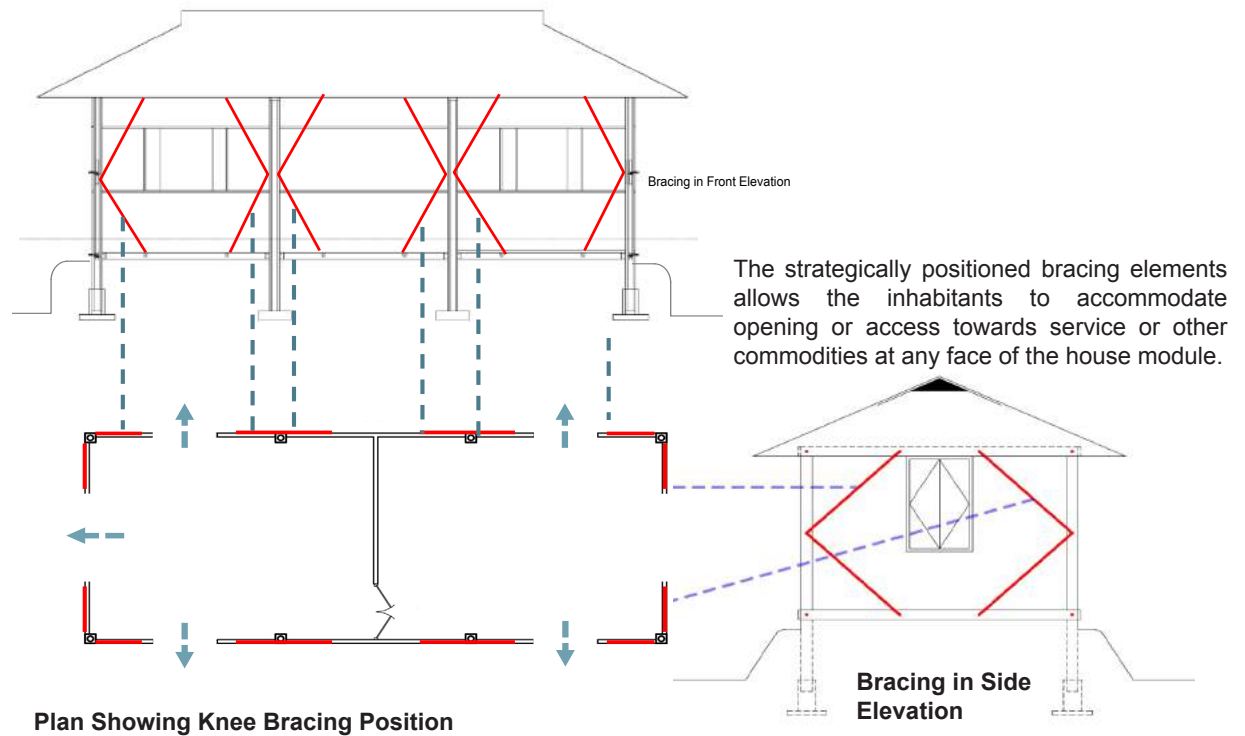 Bracing in Front Elevation
The strategically positioned bracing elements
allows the inhabitants to accommodate
opening or access towards service or other
commodities at any face of the house module.
Bracing in Side
Elevation
Plan Showing Knee Bracing Position